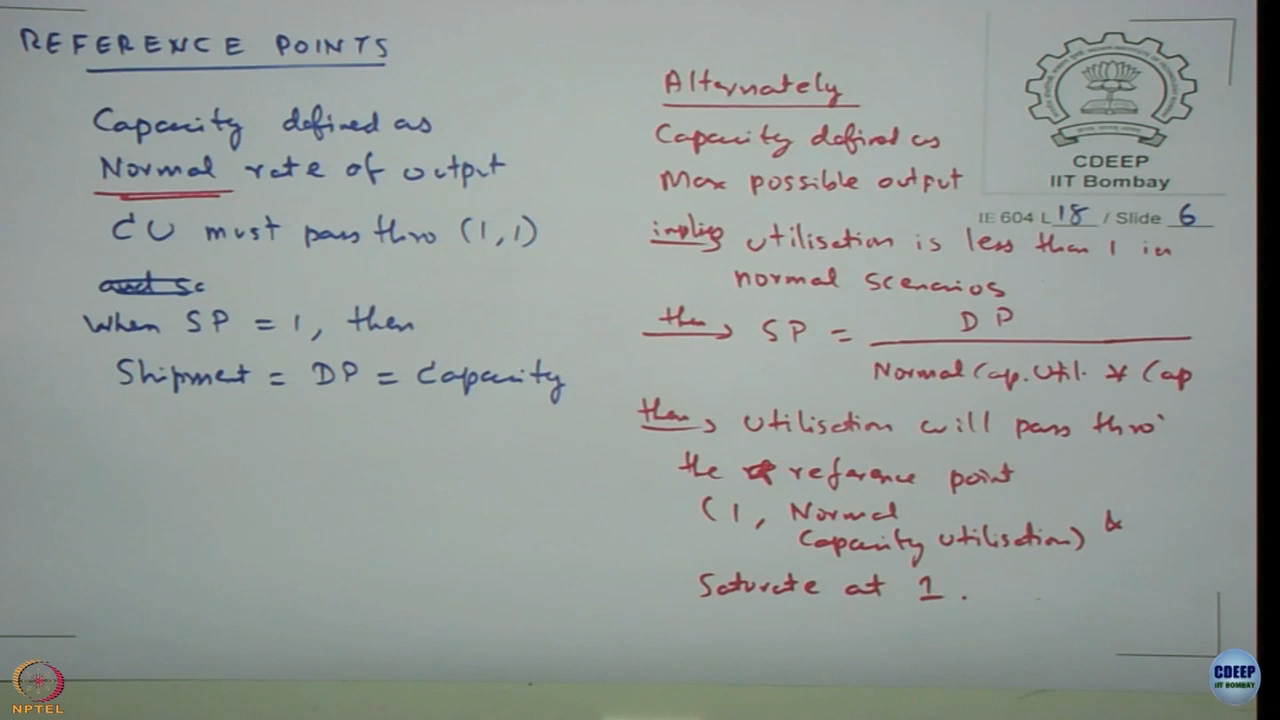 REFERENCE POINTS
Capacity defined as
Normal rate of output
CU must pass thro (1,1)
and so
When SP = 1, then
Shipment = DP = Capacity
Alternately
Capacity defined as
Max possible output
implies utilisation is less than 1 in
normal scenarios
then → SP = DP
Normal Cap. Util. * Cap
then, utilisation will pass thro'
the reference point
(1, Normal
Capacity utilisation) &
Saturate at 1.
CDEEP
IIT Bombay
IE 604 L 18 / Slide 6
NPTEL
CDEEP
IIT BOMBAY